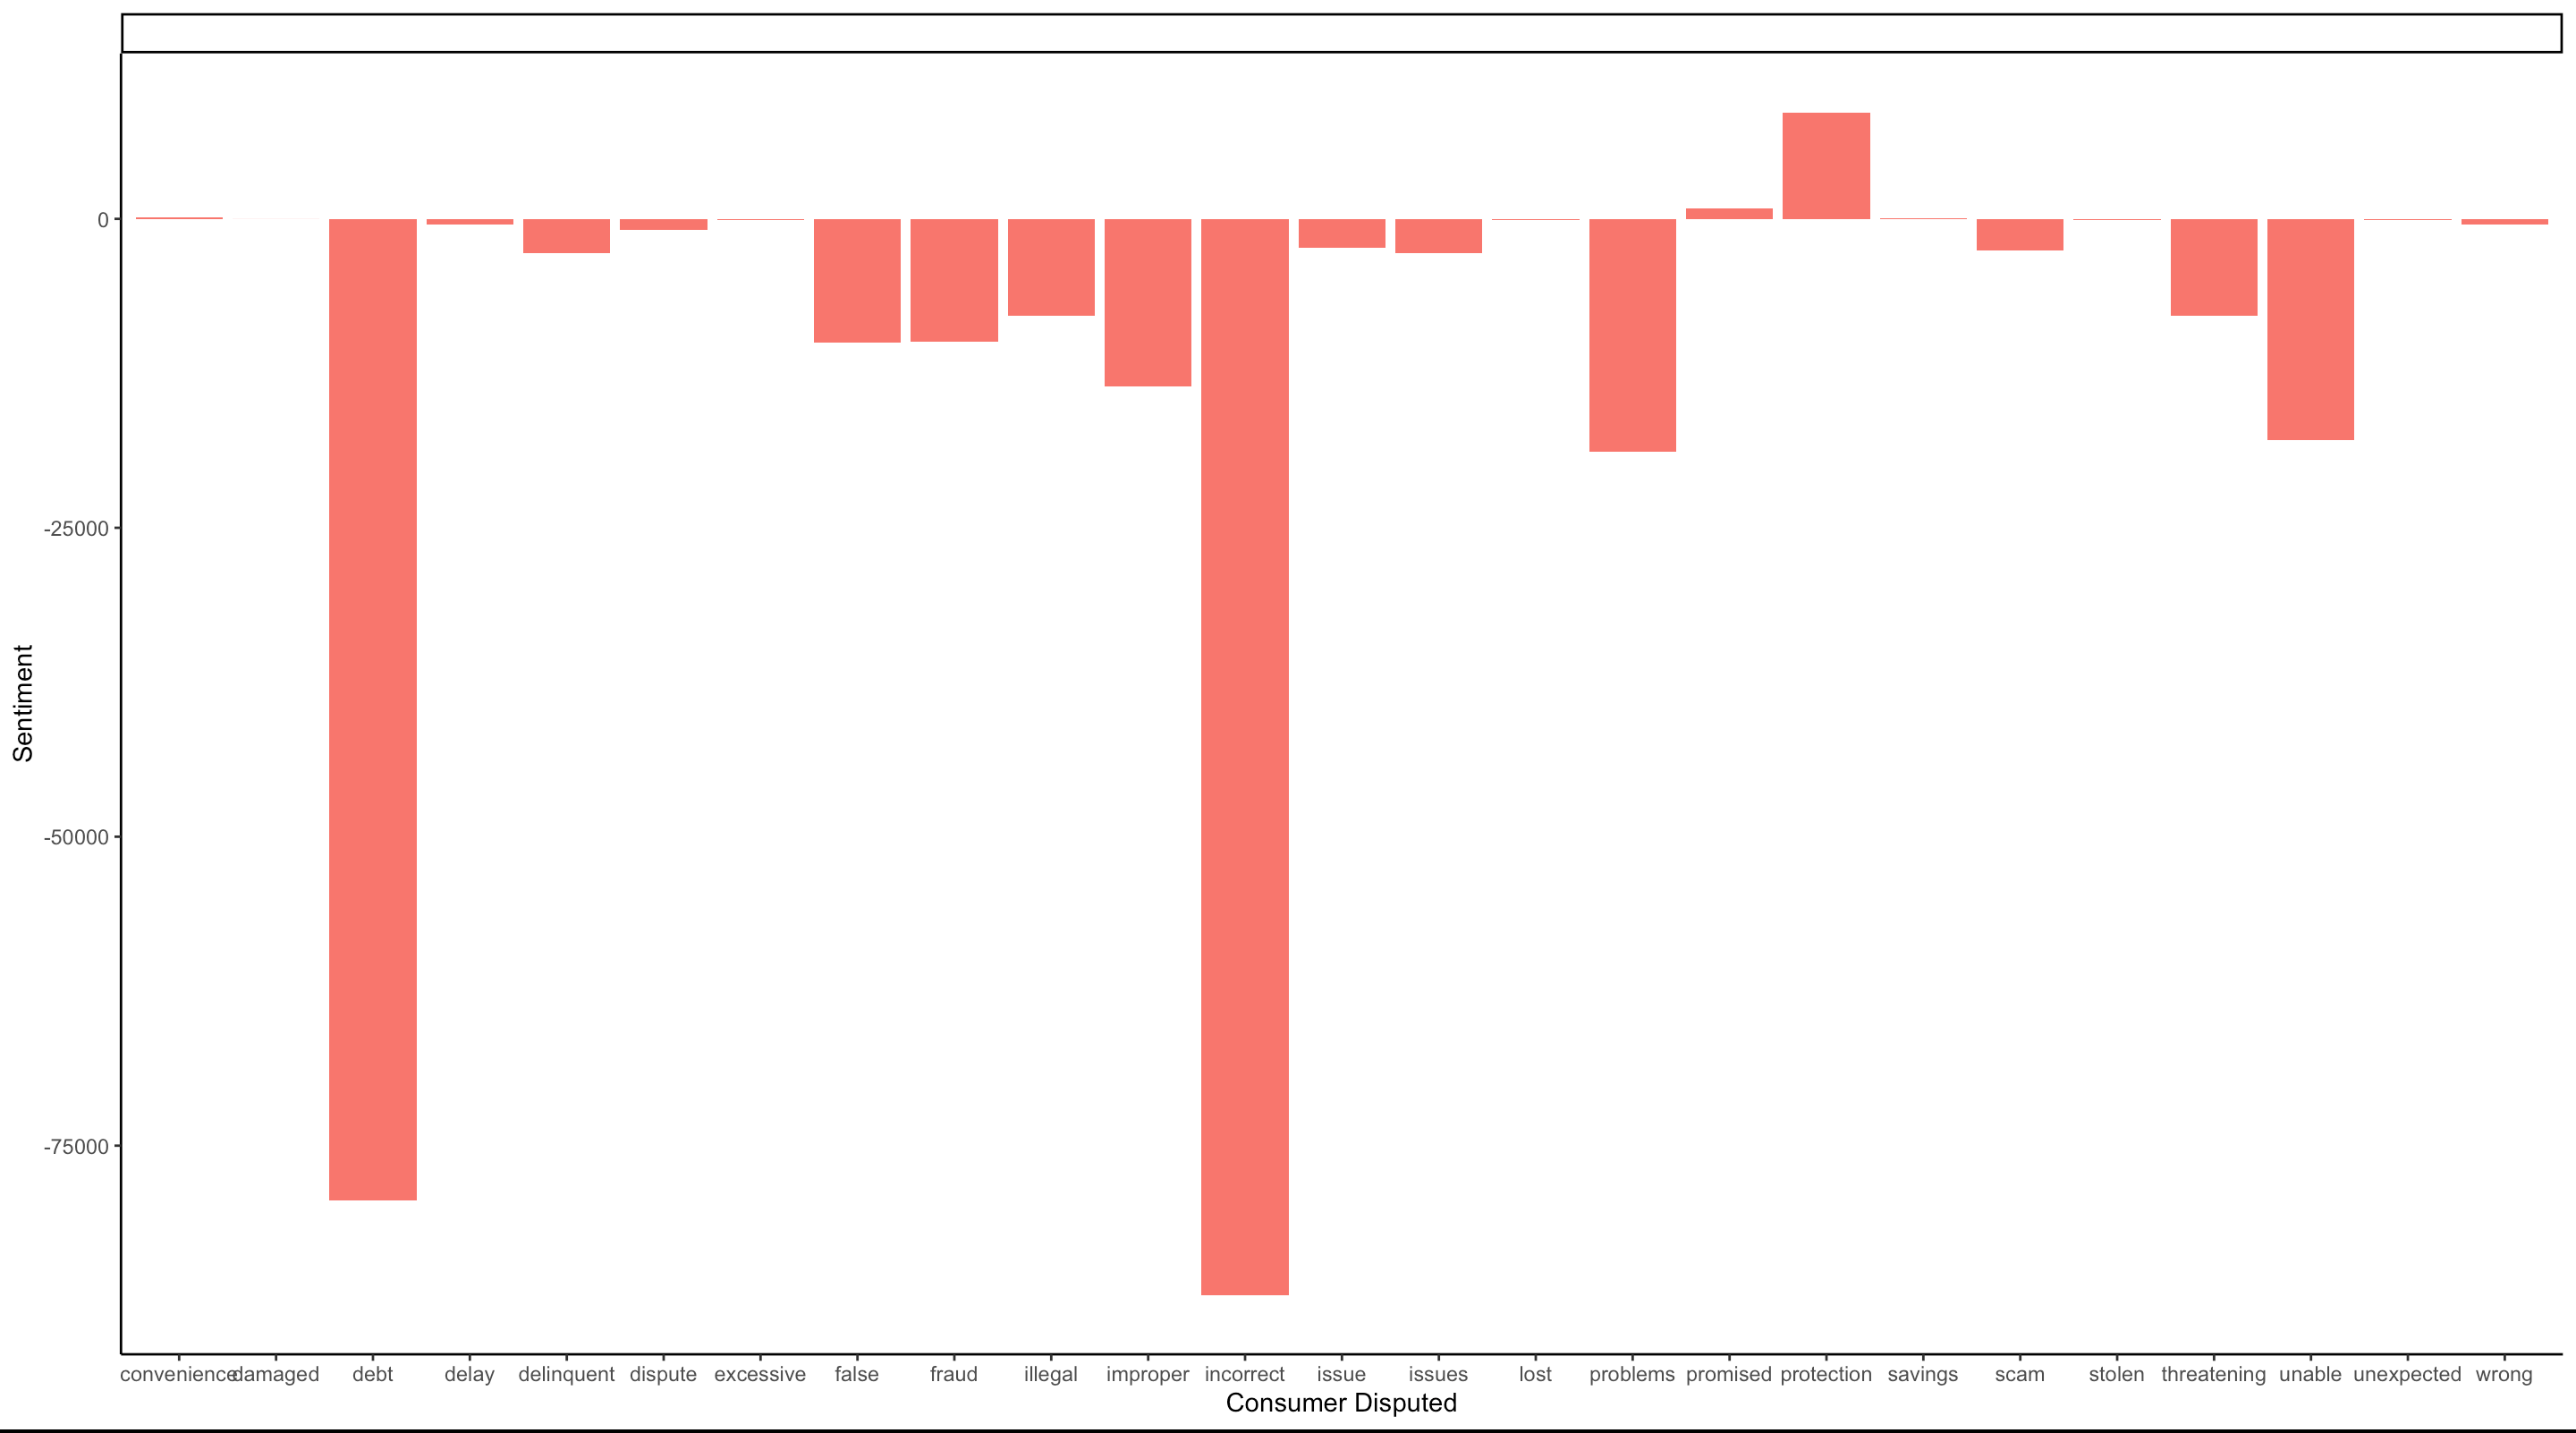 0
-25000
-50000
-75000
Sentiment
convenience damaged debt delay delinquent dispute excessive false fraud illegal improper incorrect issue issues lost problems promised protection savings scam stolen threatening unable unexpected wrong
Consumer Disputed